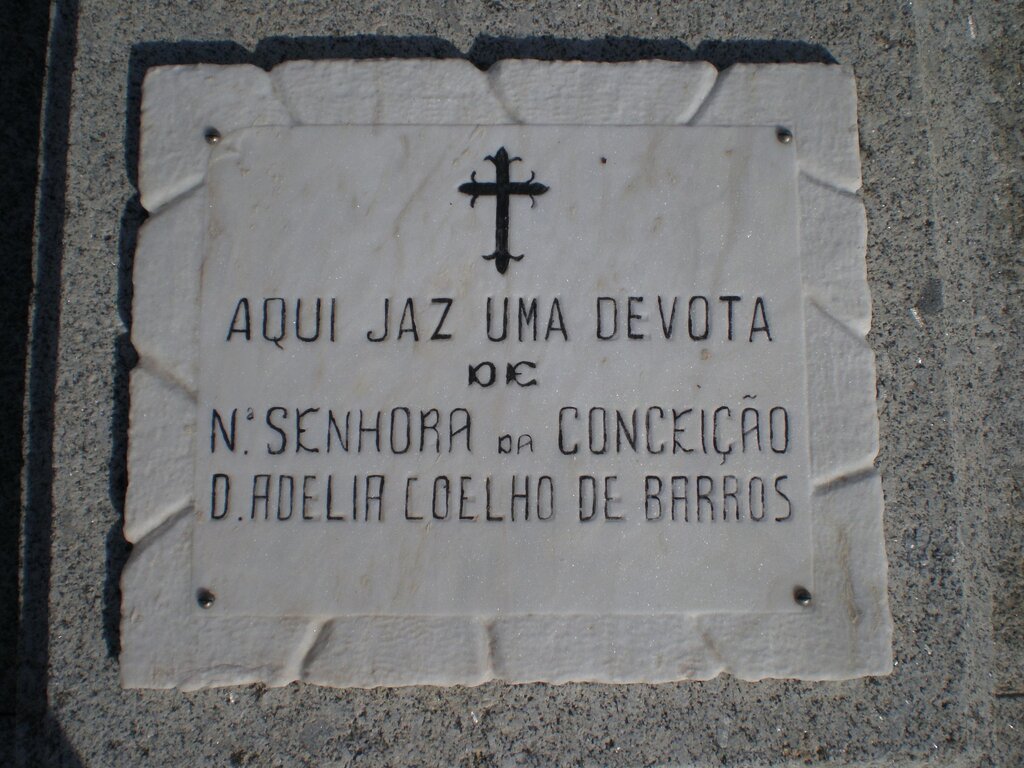 AQUI JAZ UMA DEVOTA
DE
N.ª SENHORA DA CONCEIÇÃO
D. ADELIA COELHO DE BARROS